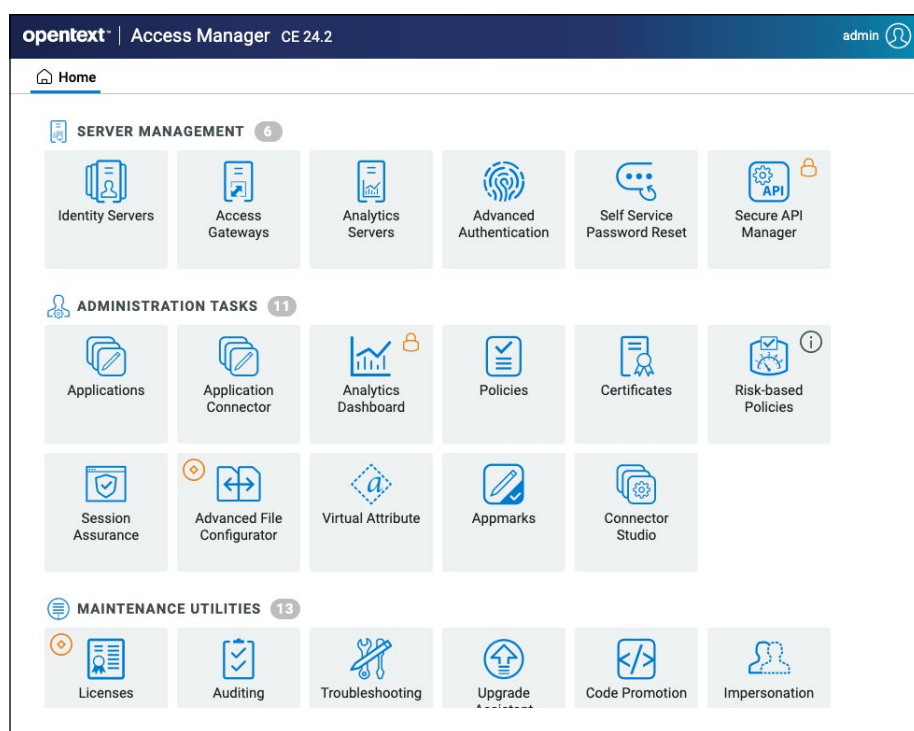 opentext™ | Access Manager CE 24.2
admin
Home
SERVER MANAGEMENT 6
Identity Servers
Access
Gateways
Analytics
Servers
Advanced
Authentication
Self Service
Password Reset
API
Secure API
Manager
ADMINISTRATION TASKS 11
Applications
Application
Connector
Analytics
Dashboard
Policies
Certificates
Risk-based
Policies
Session
Assurance
Advanced File
Configurator
a
Virtual Attribute
Appmarks
Connector
Studio
MAINTENANCE UTILITIES 13
Licenses
Auditing
Troubleshooting
Upgrade
Code Promotion
Impersonation